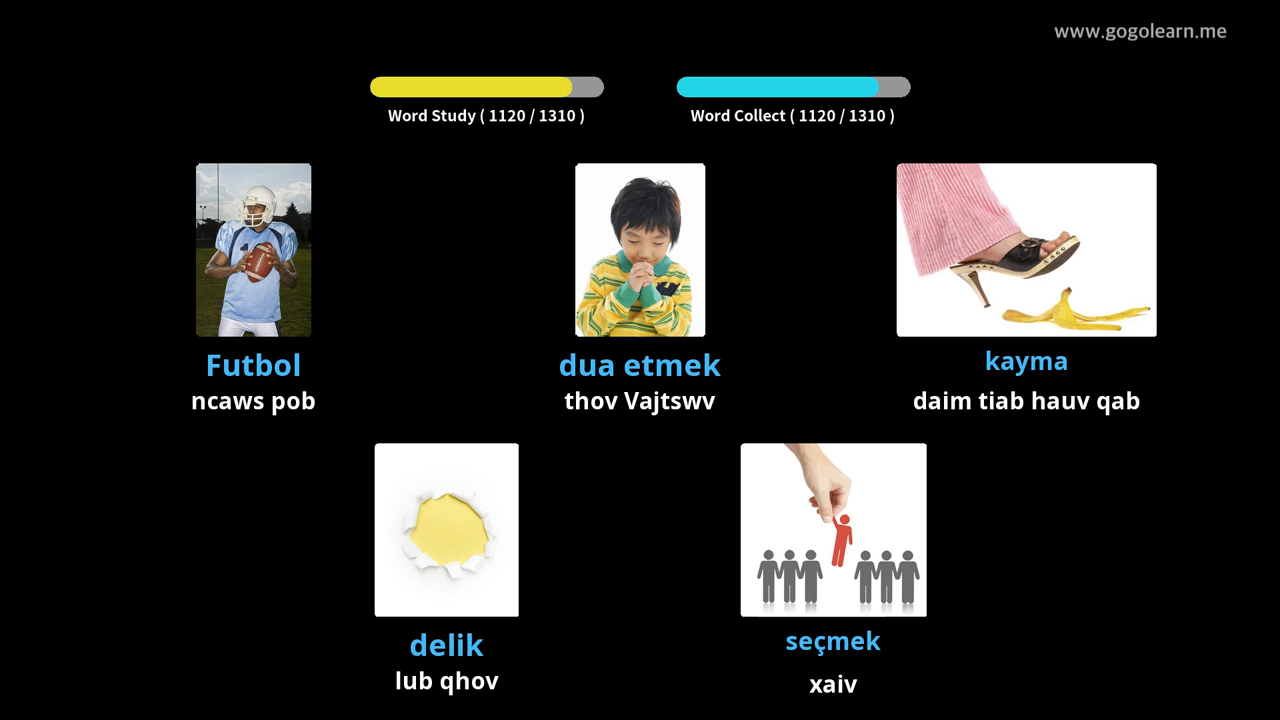 www.gogolearn.me
Word Study ( 1120 / 1310 )
Word Collect ( 1120 / 1310 )
Futbol
ncaws pob
dua etmek
thov Vajtswv
kayma
daim tiab hauv qab
delik
lub qhov
seçmek
xaiv